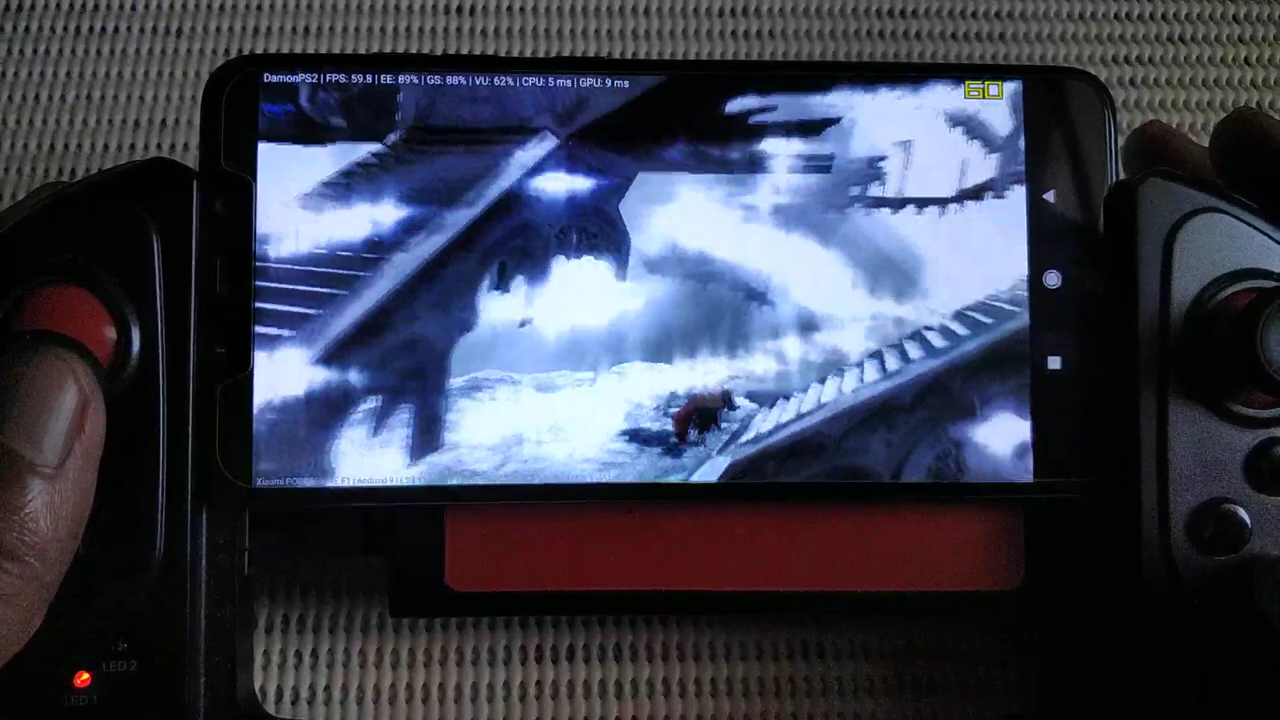 DamonPS2 | FPS: 59.8 | EE: 89% | GS: 88% | VU: 62% | CPU: 5 ms | GPU: 9 ms
60
Xiaomi F1 | Android 9 |
LED 2
LED 1